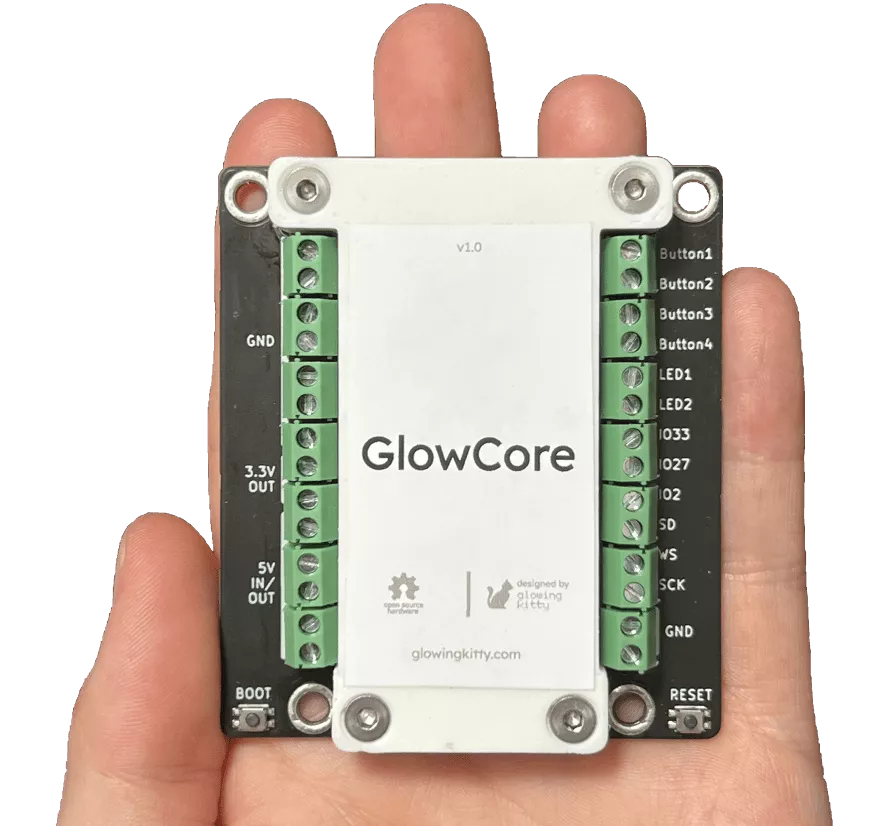 v1.0
Button1
Button2
GND
Button3
Button4
LED1
LED2
IO33
IO27
3.3V
OUT
IO2
SD
5V
IN/
OUT
WS
SCK
GND
GlowCore
open source
hardware
designed by
glowing
kitty
glowingkitty.com
BOOT
RESET